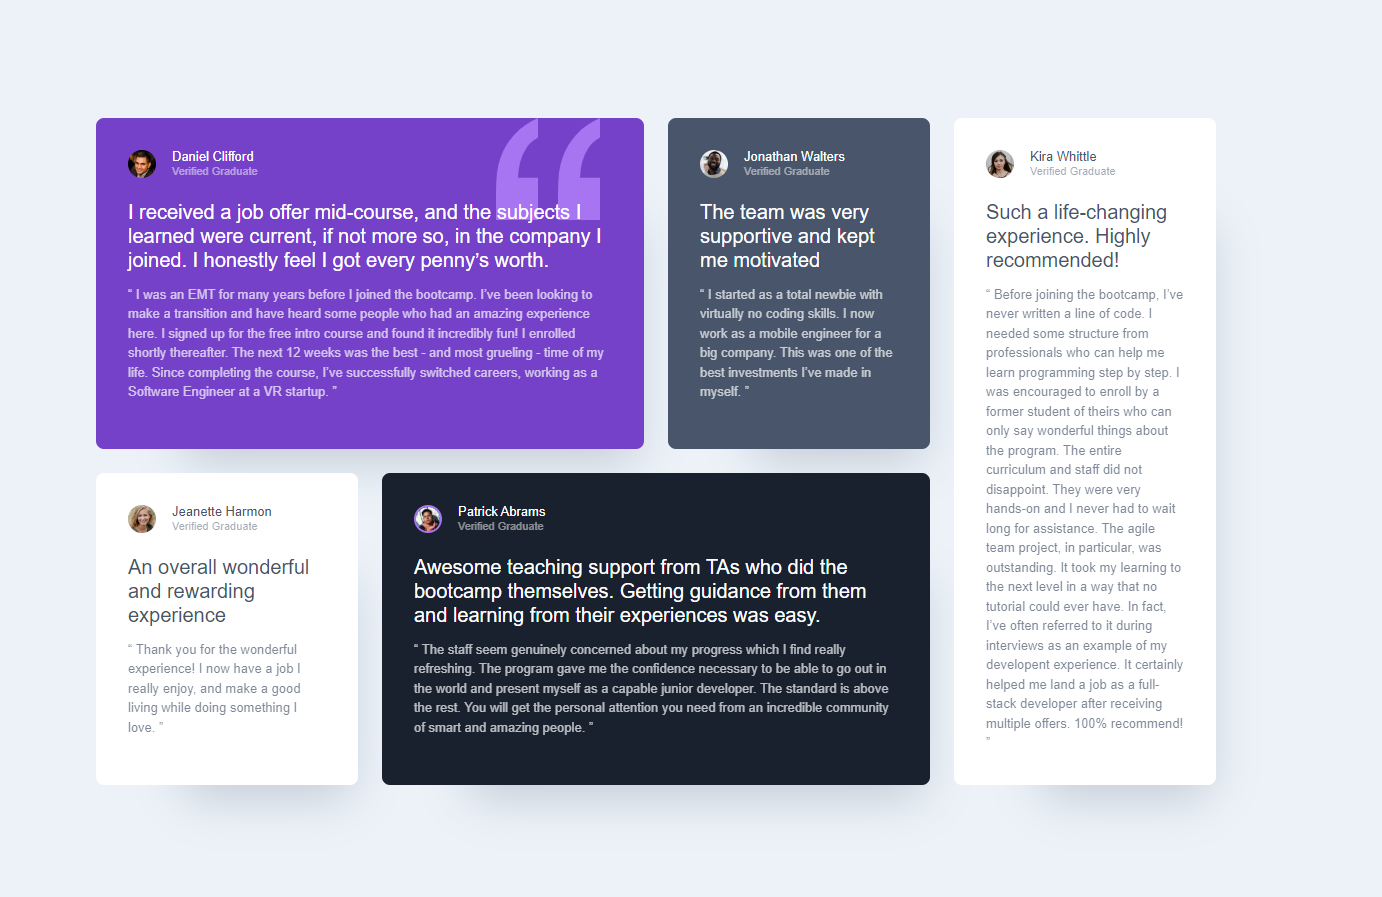 Daniel Clifford
Verified Graduate
I received a job offer mid-course, and the subjects I
learned were current, if not more so, in the company I
joined. I honestly feel I got every penny’s worth.
“ I was an EMT for many years before I joined the bootcamp. I’ve been looking to
make a transition and have heard some people who had an amazing experience
here. I signed up for the free intro course and found it incredibly fun! I enrolled
shortly thereafter. The next 12 weeks was the best - and most grueling - time of my
life. Since completing the course, I’ve successfully switched careers, working as a
Software Engineer at a VR startup. ”
Jonathan Walters
Verified Graduate
The team was very
supportive and kept
me motivated
“ I started as a total newbie with
virtually no coding skills. I now
work as a mobile engineer for a
big company. This was one of the
best investments I’ve made in
myself. ”
Kira Whittle
Verified Graduate
Such a life-changing
experience. Highly
recommended!
“ Before joining the bootcamp, I’ve
never written a line of code. I
needed some structure from
professionals who can help me
learn programming step by step. I
was encouraged to enroll by a
former student of theirs who can
only say wonderful things about
the program. The entire
curriculum and staff did not
disappoint. They were very
hands-on and I never had to wait
long for assistance. The agile
team project, in particular, was
outstanding. It took my learning to
the next level in a way that no
tutorial could ever have. In fact,
I’ve often referred to it during
interviews as an example of my
developent experience. It certainly
helped me land a job as a full-
stack developer after receiving
multiple offers. 100% recommend!
”
Jeanette Harmon
Verified Graduate
An overall wonderful
and rewarding
experience
“ Thank you for the wonderful
experience! I now have a job I
really enjoy, and make a good
living while doing something I
love. ”
Patrick Abrams
Verified Graduate
Awesome teaching support from TAs who did the
bootcamp themselves. Getting guidance from them
and learning from their experiences was easy.
“ The staff seem genuinely concerned about my progress which I find really
refreshing. The program gave me the confidence necessary to be able to go out in
the world and present myself as a capable junior developer. The standard is above
the rest. You will get the personal attention you need from an incredible community
of smart and amazing people. ”